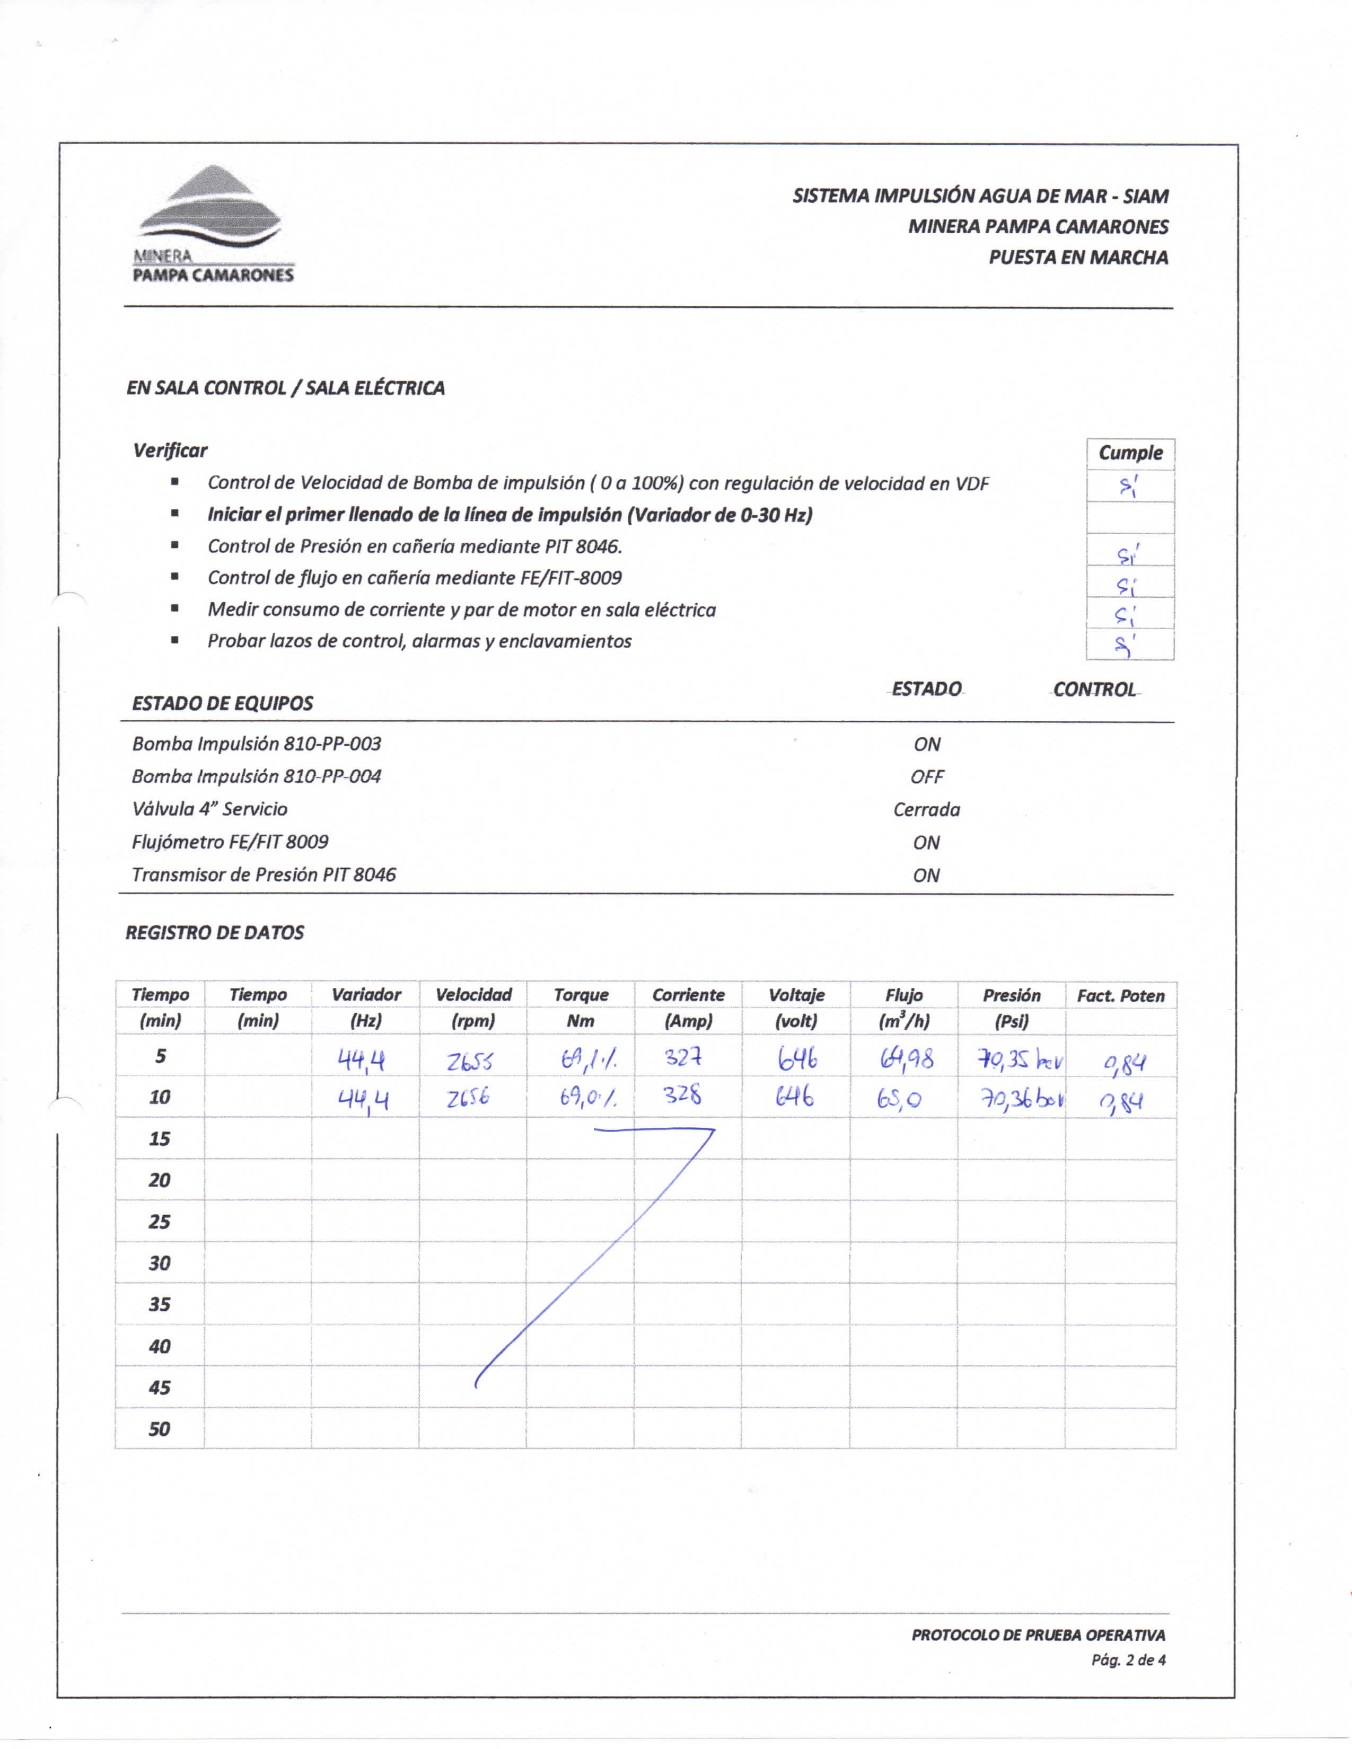 MINERA
PAMPA CAMARONES
SISTEMA IMPULSIÓN AGUA DE MAR - SIAM
MINERA PAMPA CAMARONES
PUESTA EN MARCHA
EN SALA CONTROL / SALA ELÉCTRICA
Verificar Cumple
▪ Control de Velocidad de Bomba de impulsión ( 0 a 100%) con regulación de velocidad en VDF Sí
▪ Iniciar el primer llenado de la línea de impulsión (Variador de 0-30 Hz)
▪ Control de Presión en cañería mediante PIT 8046. Sí
▪ Control de flujo en cañería mediante FE/FIT-8009 Sí
▪ Medir consumo de corriente y par de motor en sala eléctrica Sí
▪ Probar lazos de control, alarmas y enclavamientos Sí
ESTADO DE EQUIPOS ESTADO CONTROL
Bomba Impulsión 810-PP-003 ON
Bomba Impulsión 810-PP-004 OFF
Válvula 4” Servicio Cerrada
Flujómetro FE/FIT 8009 ON
Transmisor de Presión PIT 8046 ON
REGISTRO DE DATOS
Tiempo Tiempo Variador Velocidad Torque Corriente Voltaje Flujo Presión Fact. Poten
(min) (min) (Hz) (rpm) Nm (Amp) (volt) (m³/h) (Psi)
5 44,4 2655 69,1% 327 646 64,98 70,35 bar 0,84
10 44,4 2656 69,0% 328 646 65,0 70,36 bar 0,84
15
20
25
30
35
40
45
50
PROTOCOLO DE PRUEBA OPERATIVA
Pág. 2 de 4